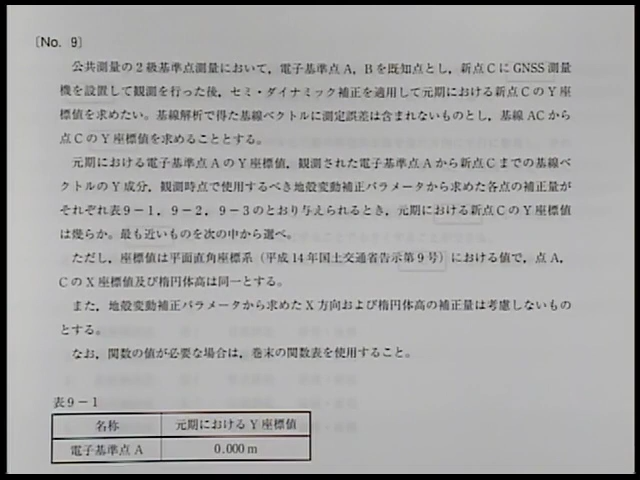 〔No. 9〕
公共測量の2級基準点測量において，電子基準点A，Bを既知点とし，新点CにGNSS測量
機を設置して観測を行った後，セミ・ダイナミック補正を適用して元期における新点CのY座
標値を求めたい。基線解析で得た基線ベクトルに測定誤差は含まれないものとし，基線ACから
点CのY座標値を求めることとする。
元期における電子基準点AのY座標値，観測された電子基準点Aから新点Cまでの基線ベ
クトルのY成分，観測時点で使用するべき地殻変動補正パラメータから求めた各点の補正量が
それぞれ表9－1，9－2，9－3のとおり与えられるとき，元期における新点CのY座標値
は幾らか。最も近いものを次の中から選べ。
ただし，座標値は平面直角座標系（平成14年国土交通省告示第9号）における値で，点A，
CのX座標値及び楕円体高は同一とする。
また，地殻変動補正パラメータから求めたX方向および楕円体高の補正量は考慮しないもの
とする。
なお，関数の値が必要な場合は，巻末の関数表を使用すること。
表9－1
名称 元期におけるY座標値
電子基準点A 0.000 m